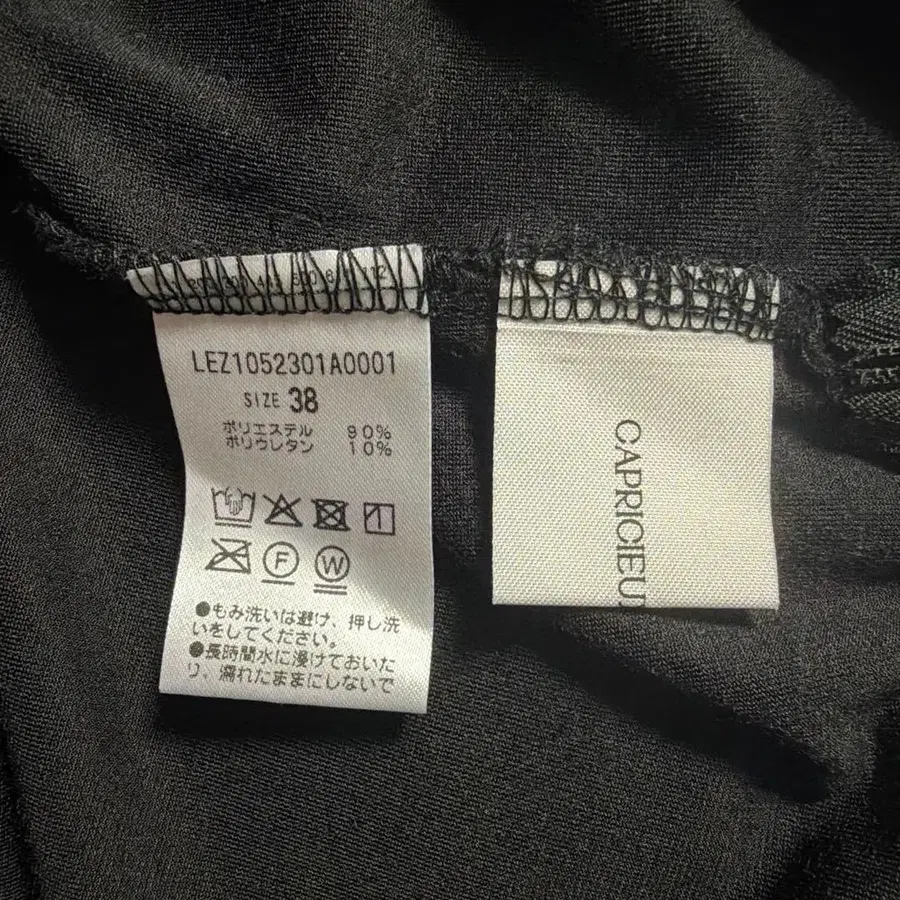 LEZ1052301A0001
SIZE 38
ポリエステル 90%
ポリウレタン 10%
F
W
●もみ洗いは避け、押し洗
いをしてください。
●長時間水に浸けておいた
り、濡れたままにしないで
CAPRICIEU